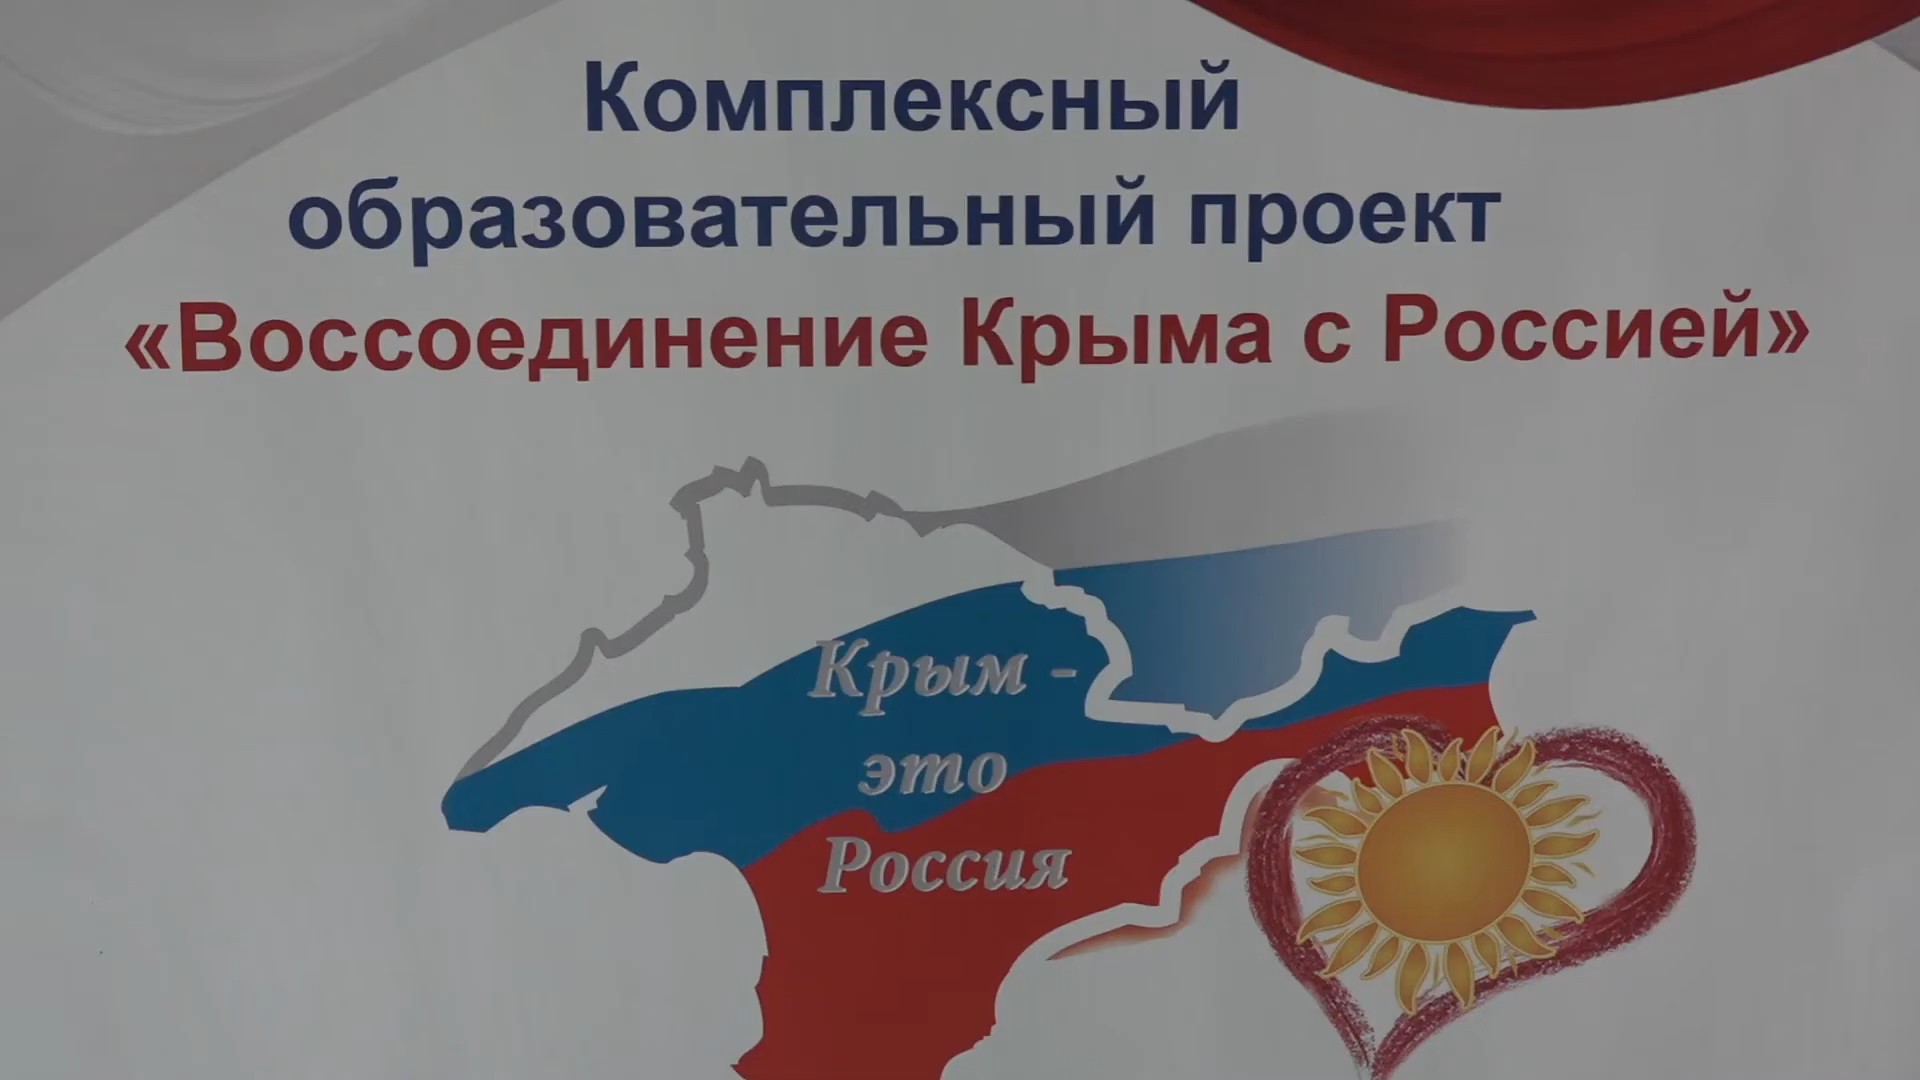 Комплексный
образовательный проект
«Воссоединение Крыма с Россией»
Крым -
это
Россия